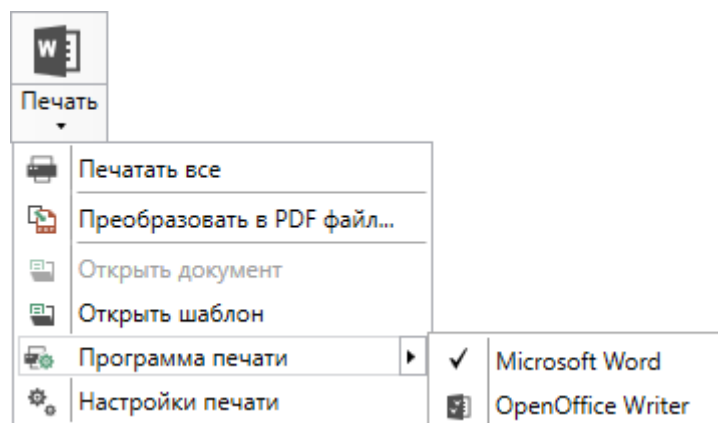 Печать
Печатать все
Преобразовать в PDF файл...
Открыть документ
Открыть шаблон
Программа печати
Microsoft Word
Настройки печати
OpenOffice Writer